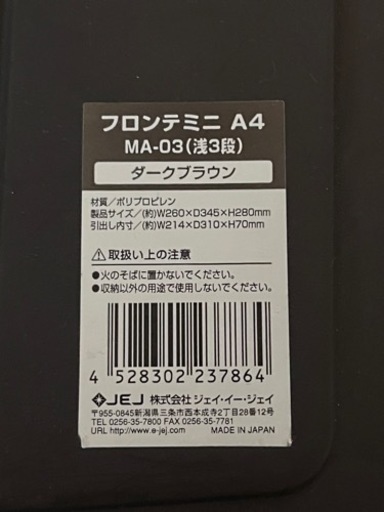 フロンテミニ A4
MA-03(浅3段)
ダークブラウン
材質/ポリプロピレン
製品サイズ/(約)W260×D345×H280mm
引出し内寸/(約)W214×D310×H70mm
⚠取扱い上の注意
●火のそばに置かないでください。
●収納以外の用途で使用しないでください。
4 528302 237864
JEJ 株式会社 ジェイ・イー・ジェイ
〒955-0845新潟県三条市西本成寺2丁目28番12号
TEL 0256-35-7800 FAX 0256-35-7781
URL http://www.e-jej.com MADE IN JAPAN